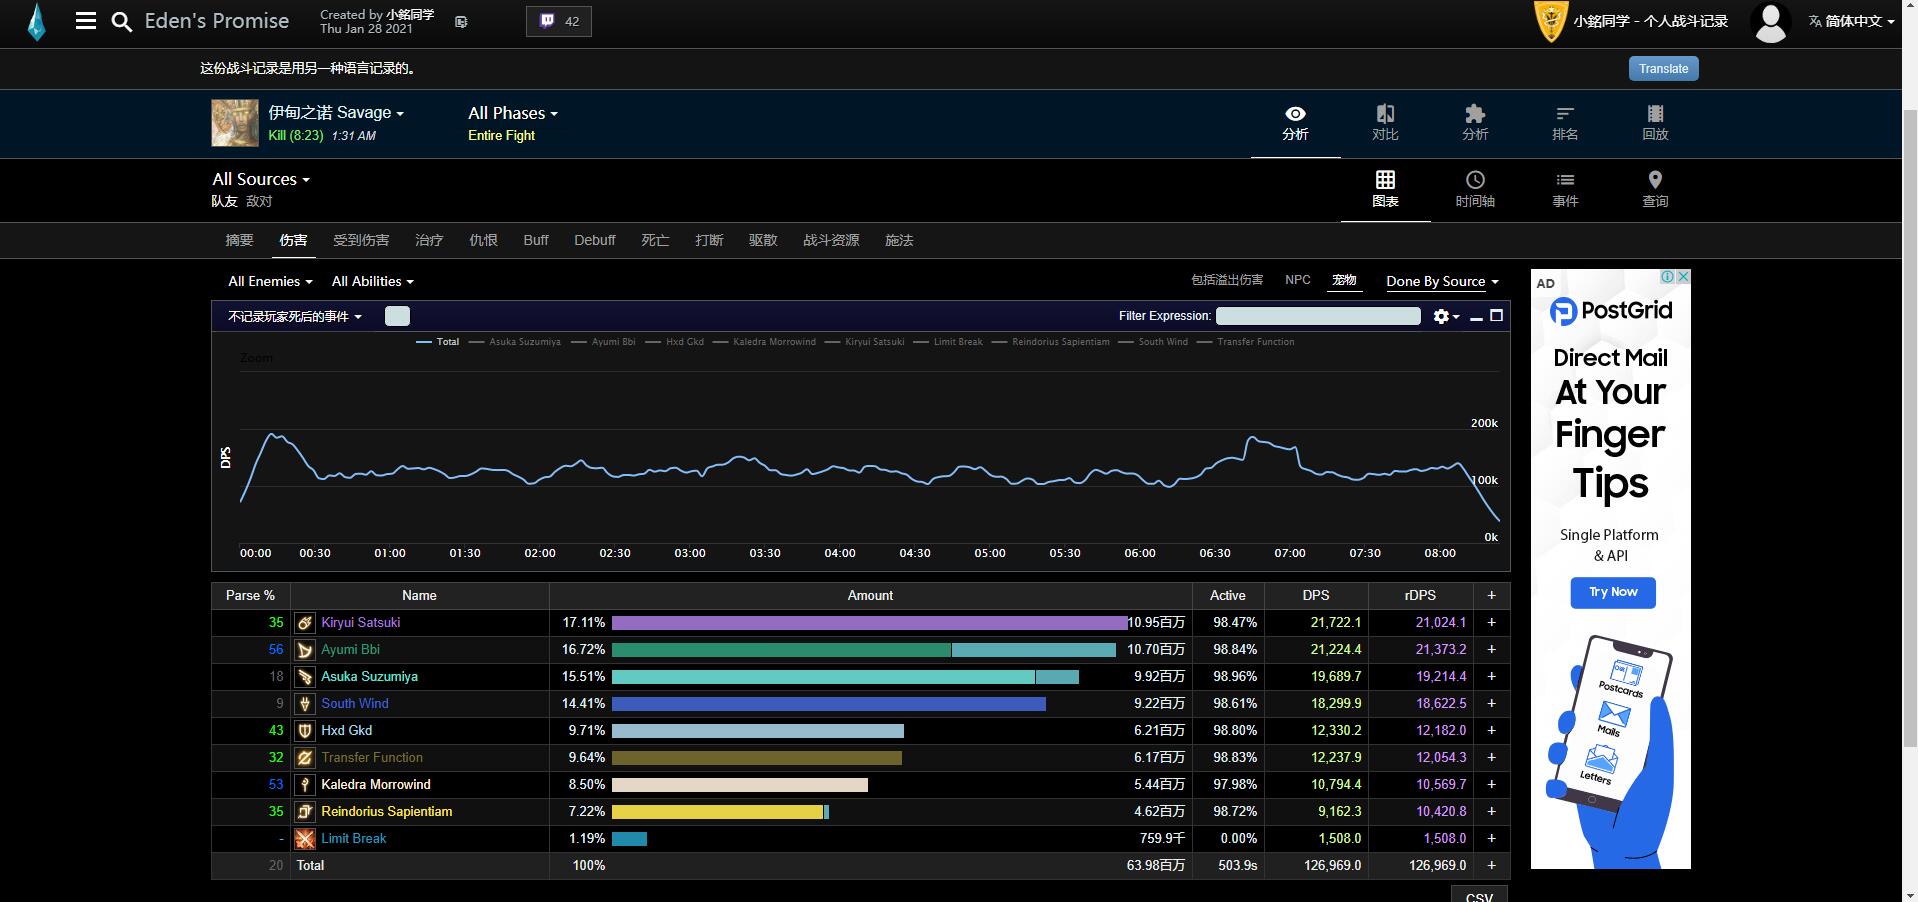 Eden's Promise
Created by 小銘同学
Thu Jan 28 2021
42
小銘同学 - 个人战斗记录
简体中文
这份战斗记录是用另一种语言记录的。
Translate
伊甸之诺 Savage
Kill (8:23) 1:31 AM
All Phases
Entire Fight
分析
对比
分析
排名
回放
All Sources
队友 敌对
图表
时间轴
事件
查询
摘要 伤害 受到伤害 治疗 仇恨 Buff Debuff 死亡 打断 驱散 战斗资源 施法
All Enemies All Abilities
包括溢出伤害 NPC 宠物 Done By Source
不记录玩家死后的事件
Filter Expression:
Total Asuka Suzumiya Ayumi Bbi Hxd Gkd Kaledra Morrowind Kiryui Satsuki Limit Break Reindorius Sapientiam South Wind Transfer Function
Zoom
DPS
200k
100k
0k
00:00 00:30 01:00 01:30 02:00 02:30 03:00 03:30 04:00 04:30 05:00 05:30 06:00 06:30 07:00 07:30 08:00
Parse % Name Amount Active DPS rDPS +
35 Kiryui Satsuki 17.11% 10.95百万 98.47% 21,722.1 21,024.1 +
56 Ayumi Bbi 16.72% 10.70百万 98.84% 21,224.4 21,373.2 +
18 Asuka Suzumiya 15.51% 9.92百万 98.96% 19,689.7 19,214.4 +
9 South Wind 14.41% 9.22百万 98.61% 18,299.9 18,622.5 +
43 Hxd Gkd 9.71% 6.21百万 98.80% 12,330.2 12,182.0 +
32 Transfer Function 9.64% 6.17百万 98.83% 12,237.9 12,054.3 +
53 Kaledra Morrowind 8.50% 5.44百万 97.98% 10,794.4 10,569.7 +
35 Reindorius Sapientiam 7.22% 4.62百万 98.72% 9,162.3 10,420.8 +
- Limit Break 1.19% 759.9千 0.00% 1,508.0 1,508.0 +
20 Total 100% 63.98百万 503.9s 126,969.0 126,969.0 +
CSV
AD
PostGrid
Direct Mail
At Your
Finger
Tips
Single Platform
& API
Try Now
Postcards
Mails
Letters